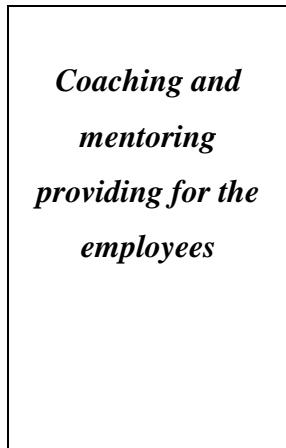 Coaching and
mentoring
providing for the
employees